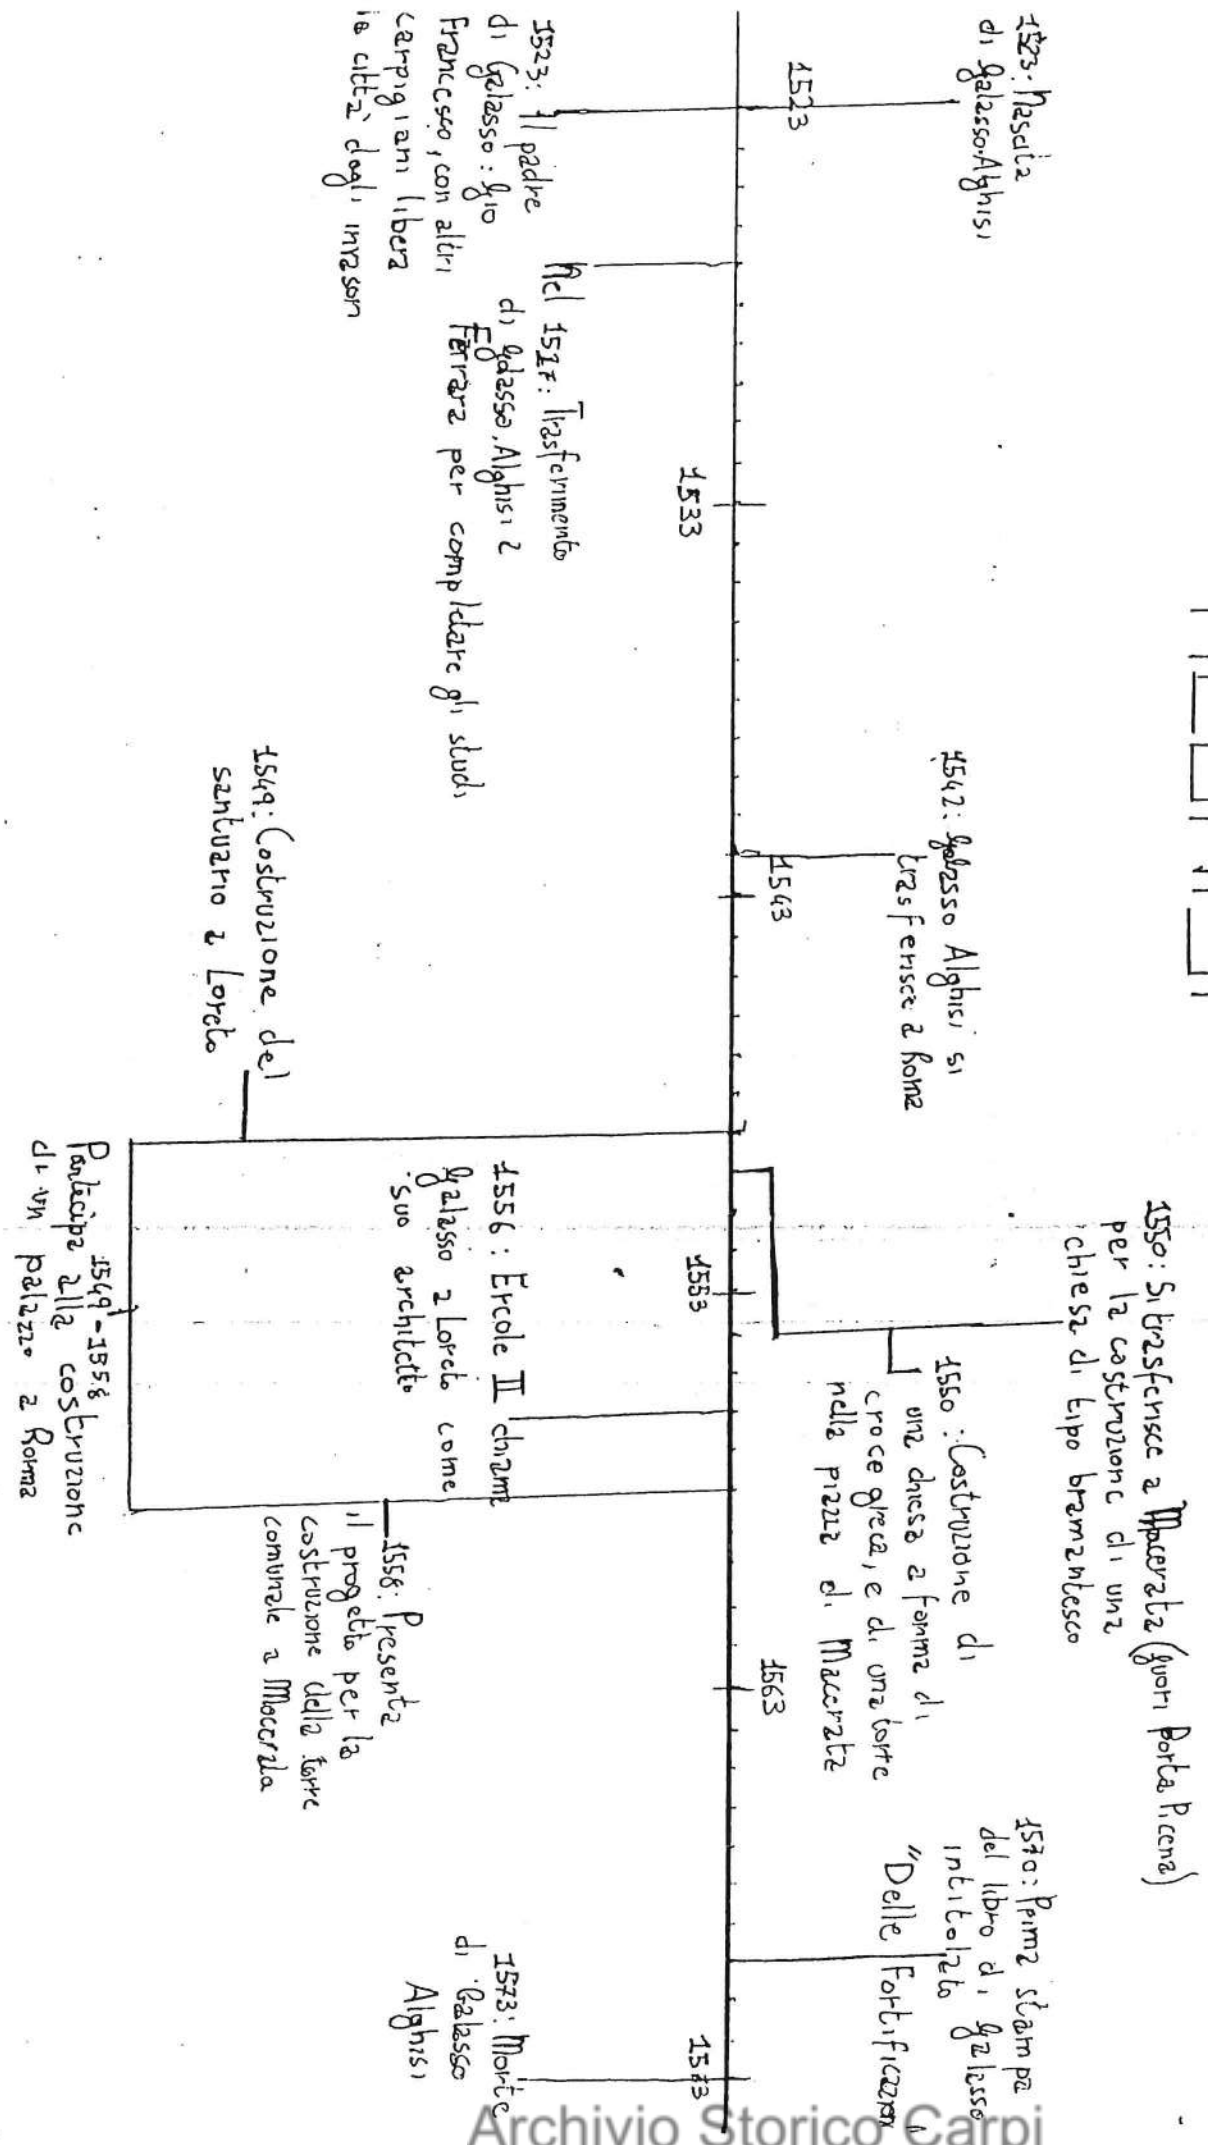 1523: Nascita
di Galasso Alghisi
1523
1523: Il padre
di Galasso: Gio
Francesco, con altri
carpigiani libera
la città dagli invasori
Nel 1527: Trasferimento
di Galasso Alghisi a
Ferrara per completare gli studi
1533
1542: Galasso Alghisi si
trasferisce a Roma
1543
1549: Costruzione del
santuario a Loreto
1549-1558
Partecipa alla costruzione
di un palazzo a Roma
1550: Si trasferisce a Macerata (fuori Porta Picena)
per la costruzione di una
chiesa di tipo bramantesco
1550: Costruzione di
una chiesa a forma di
croce greca, e di una torre
nella piazza di Macerata
1553
1556: Ercole II chiama
Galasso a Loreto come
suo architetto
1558: Presenta
il progetto per la
costruzione della torre
comunale a Macerata
1563
1570: Prima stampa
del libro di Galasso
intitolato
"Delle Fortificazioni"
1573
1573: Morte
di Galasso
Alghisi
Archivio Storico Carpi